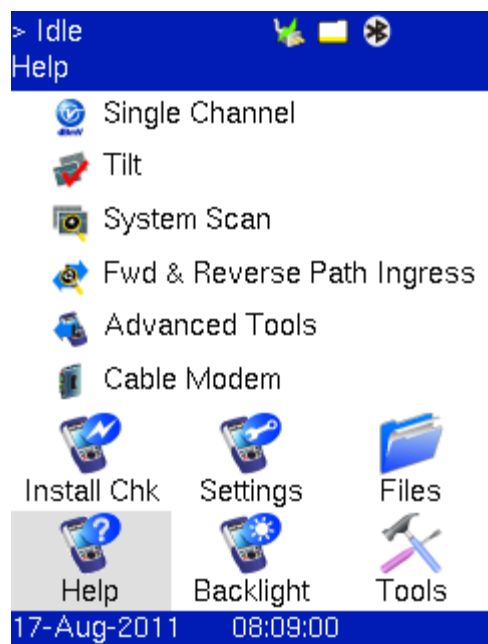 > Idle
Help
Single Channel
Tilt
System Scan
Fwd & Reverse Path Ingress
Advanced Tools
Cable Modem
Install Chk Settings Files
Help Backlight Tools
17-Aug-2011 08:09:00